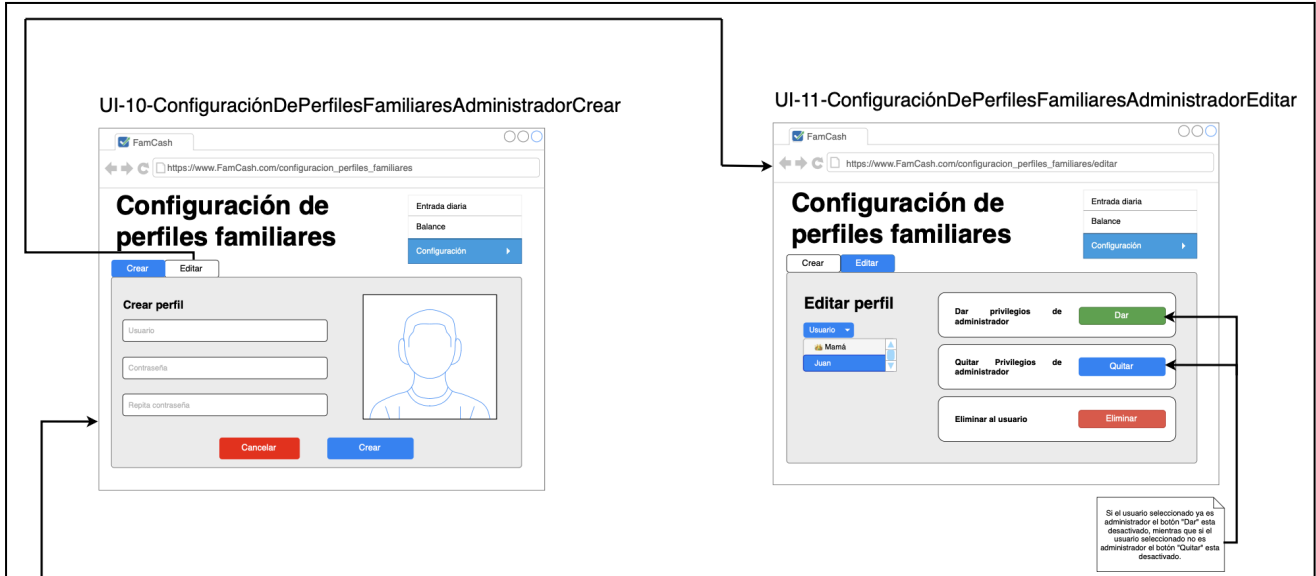 UI-10-ConfiguraciónDePerfilesFamiliaresAdministradorCrear
FamCash
https://www.FamCash.com/configuracion_perfiles_familiares
Configuración de
perfiles familiares
Entrada diaria
Balance
Configuración
Crear
Editar
Crear perfil
Usuario
Contraseña
Repita contraseña
Cancelar
Crear
UI-11-ConfiguraciónDePerfilesFamiliaresAdministradorEditar
FamCash
https://www.FamCash.com/configuracion_perfiles_familiares/editar
Configuración de
perfiles familiares
Entrada diaria
Balance
Configuración
Crear
Editar
Editar perfil
Usuario
Mamá
Juan
Dar privilegios de
administrador
Dar
Quitar Privilegios de
administrador
Quitar
Eliminar al usuario
Eliminar
Si el usuario seleccionado ya es
administrador el botón "Dar" esta
desactivado, mientras que si el
usuario seleccionado no es
administrador el botón "Quitar" esta
desactivado.